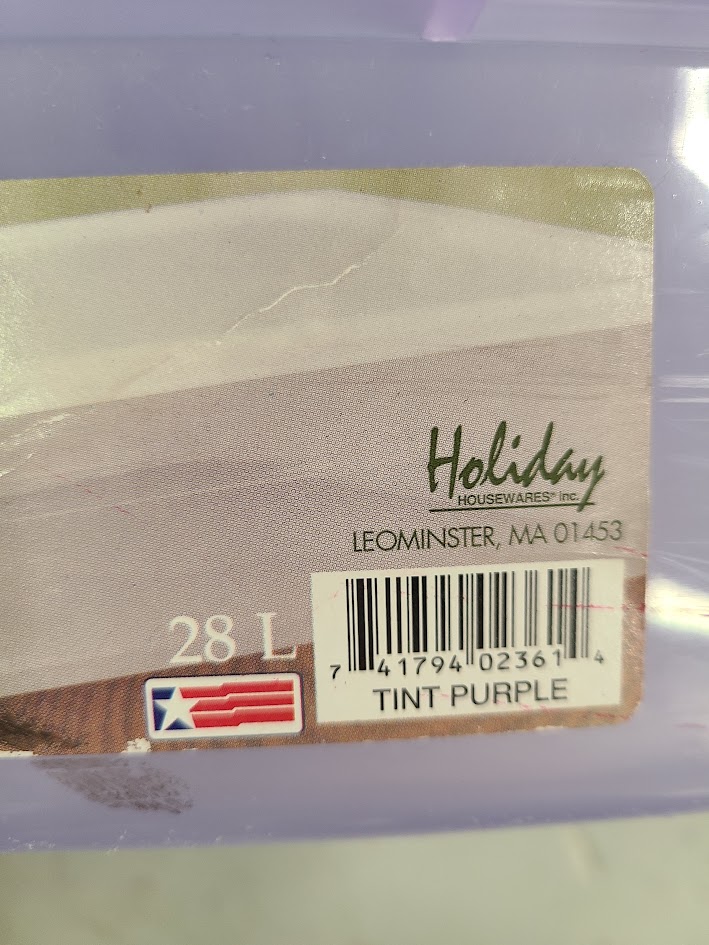 Holiday
HOUSEWARES® inc.
LEOMINSTER, MA 01453
28 L
7 41794 02361 4
TINT PURPLE